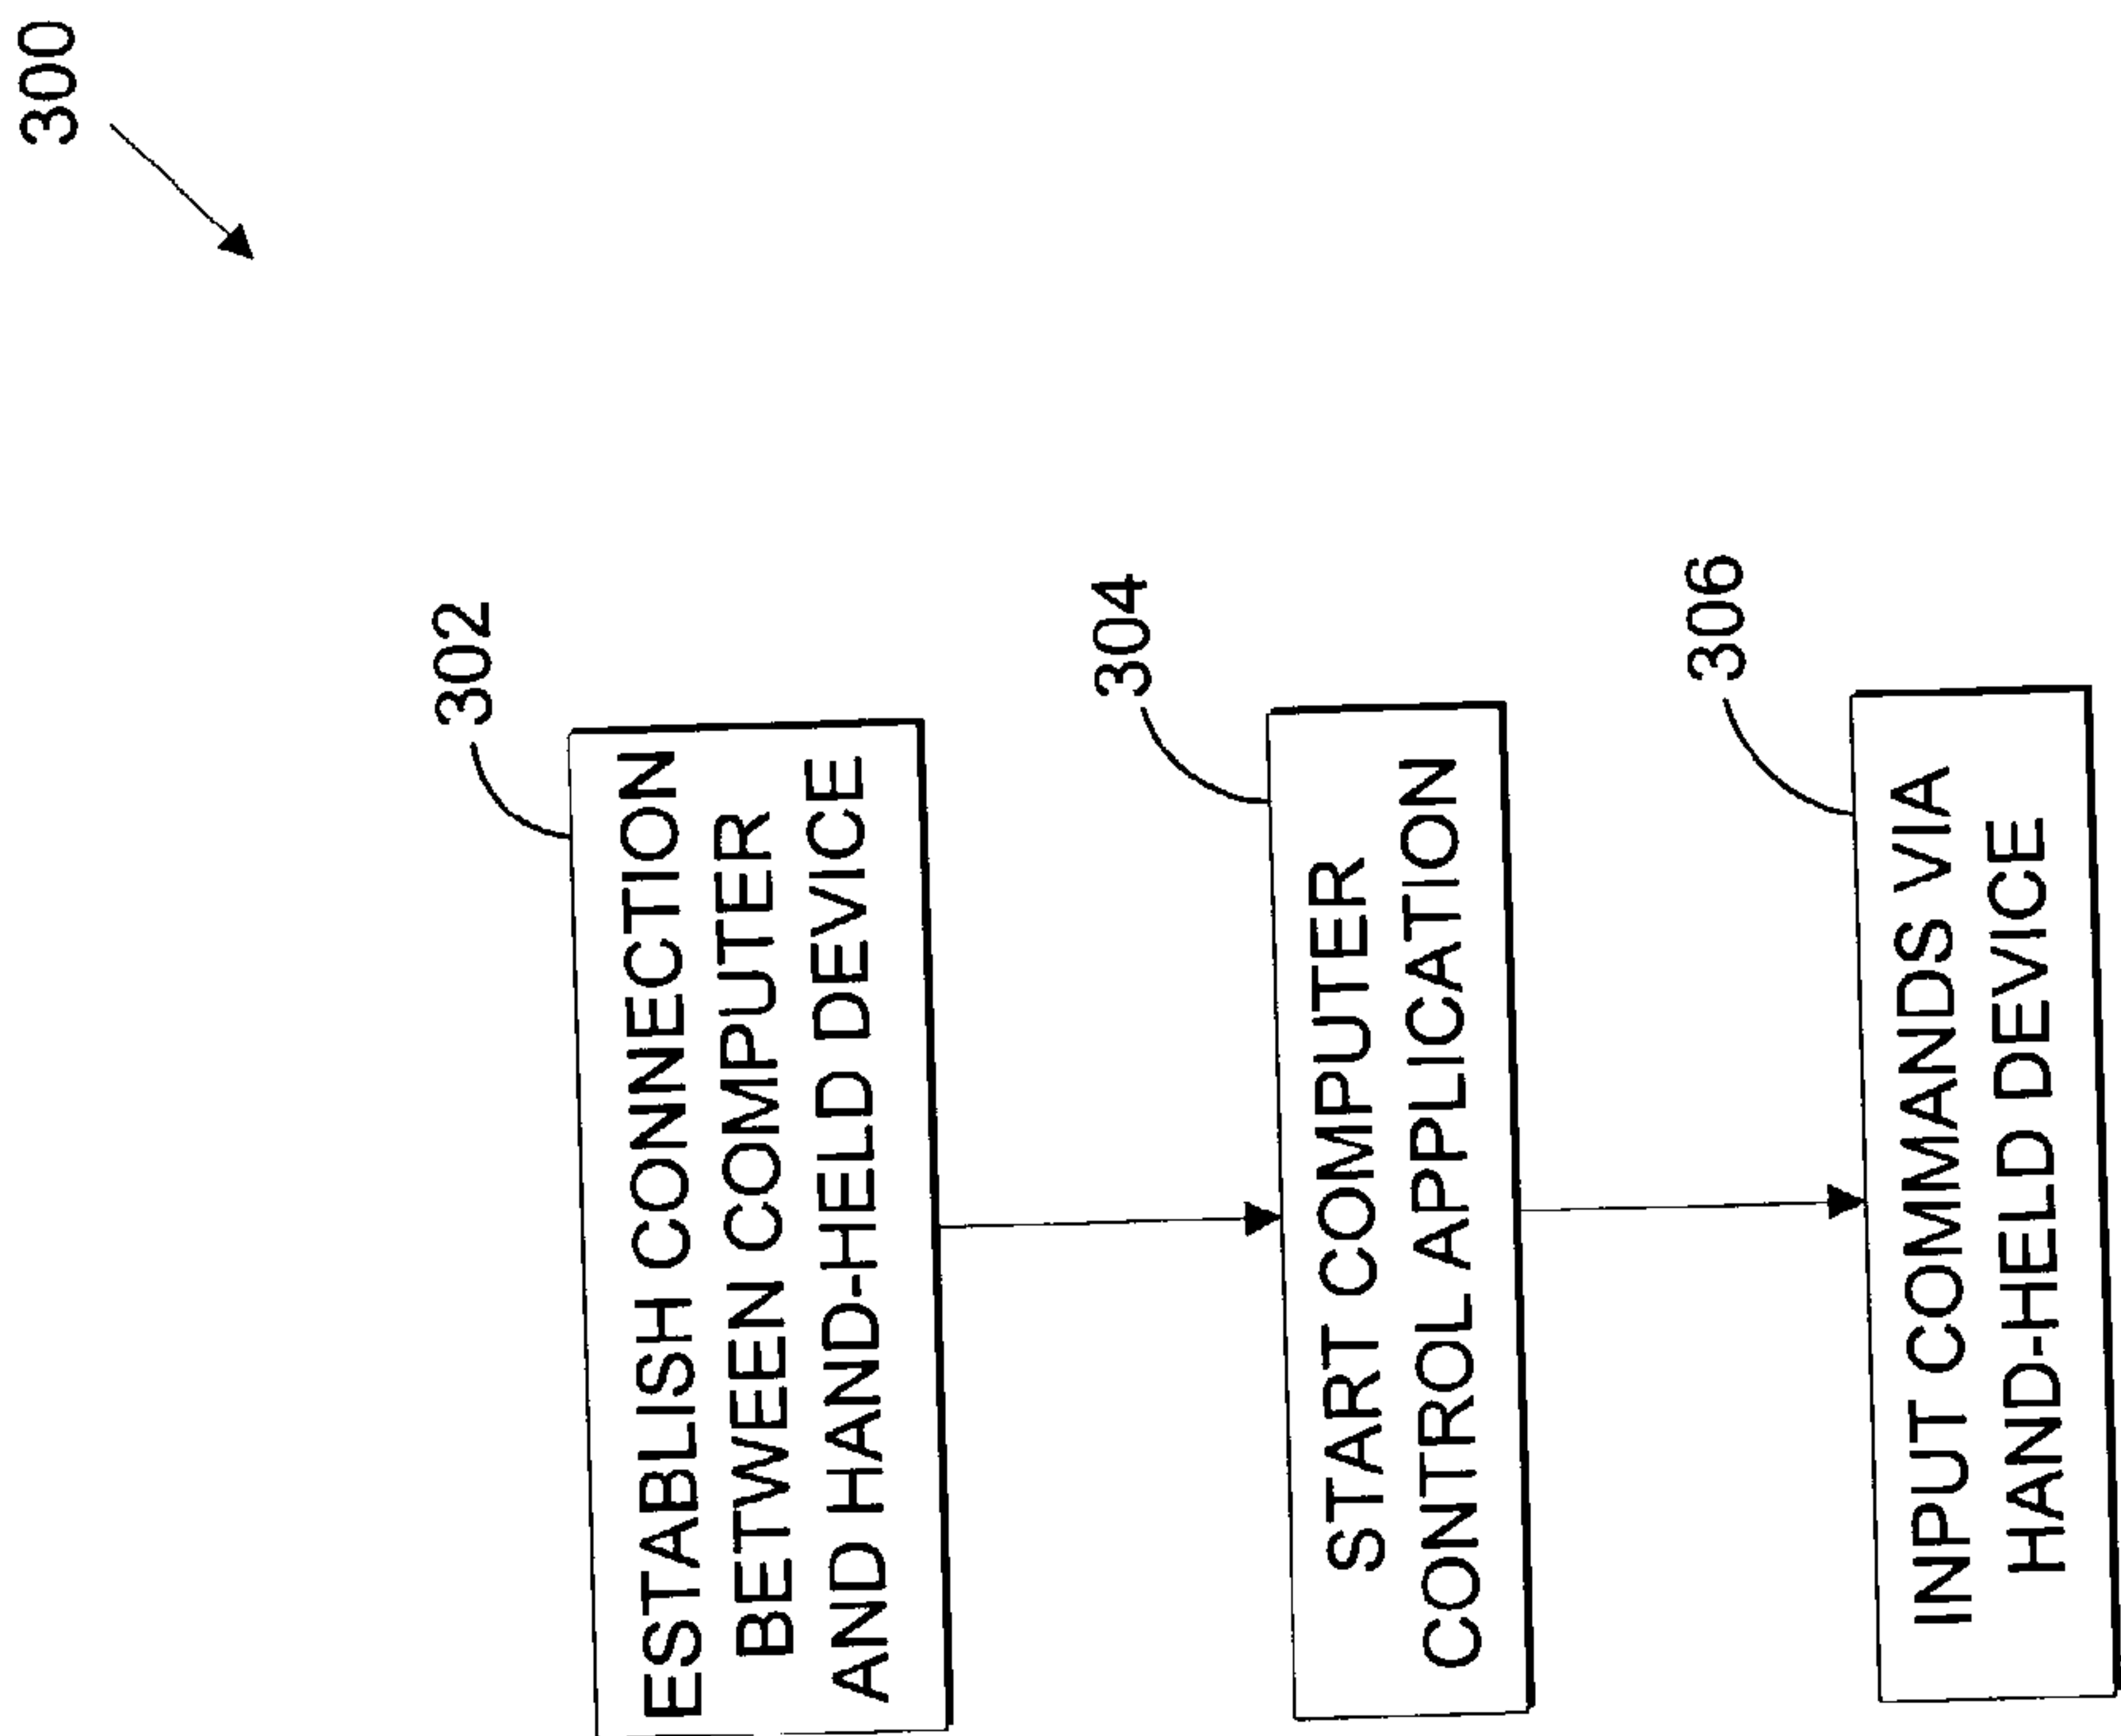 300
302
ESTABLISH CONNECTION
BETWEEN COMPUTER
AND HAND-HELD DEVICE
304
START COMPUTER
CONTROL APPLICATION
306
INPUT COMMANDS VIA
HAND-HELD DEVICE